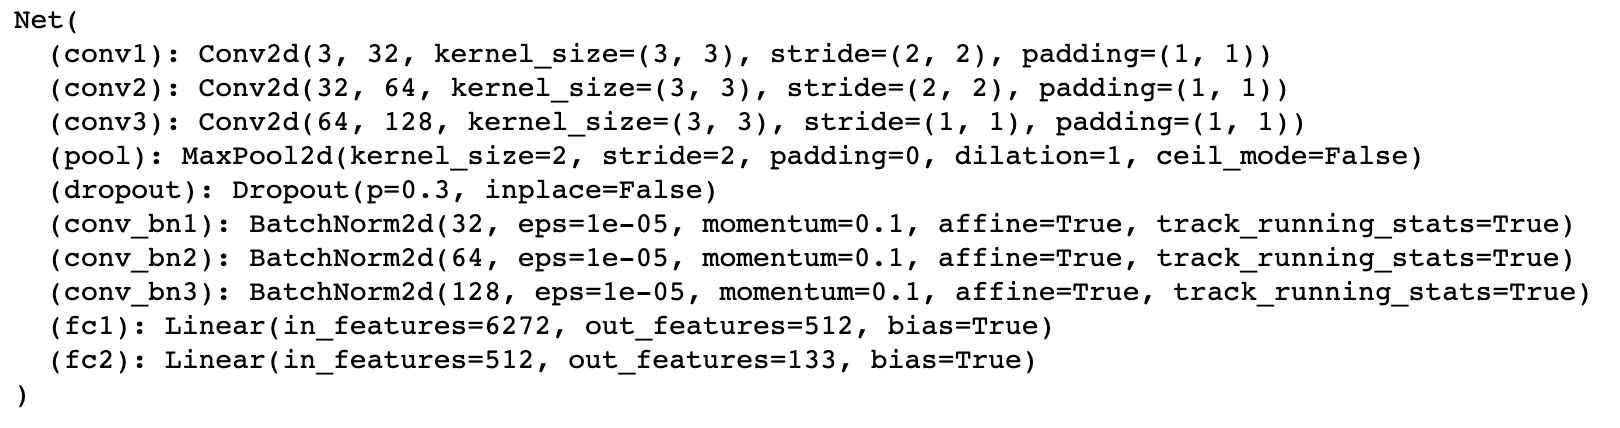 Net(
  (conv1): Conv2d(3, 32, kernel_size=(3, 3), stride=(2, 2), padding=(1, 1))
  (conv2): Conv2d(32, 64, kernel_size=(3, 3), stride=(2, 2), padding=(1, 1))
  (conv3): Conv2d(64, 128, kernel_size=(3, 3), stride=(1, 1), padding=(1, 1))
  (pool): MaxPool2d(kernel_size=2, stride=2, padding=0, dilation=1, ceil_mode=False)
  (dropout): Dropout(p=0.3, inplace=False)
  (conv_bn1): BatchNorm2d(32, eps=1e-05, momentum=0.1, affine=True, track_running_stats=True)
  (conv_bn2): BatchNorm2d(64, eps=1e-05, momentum=0.1, affine=True, track_running_stats=True)
  (conv_bn3): BatchNorm2d(128, eps=1e-05, momentum=0.1, affine=True, track_running_stats=True)
  (fc1): Linear(in_features=6272, out_features=512, bias=True)
  (fc2): Linear(in_features=512, out_features=133, bias=True)
)